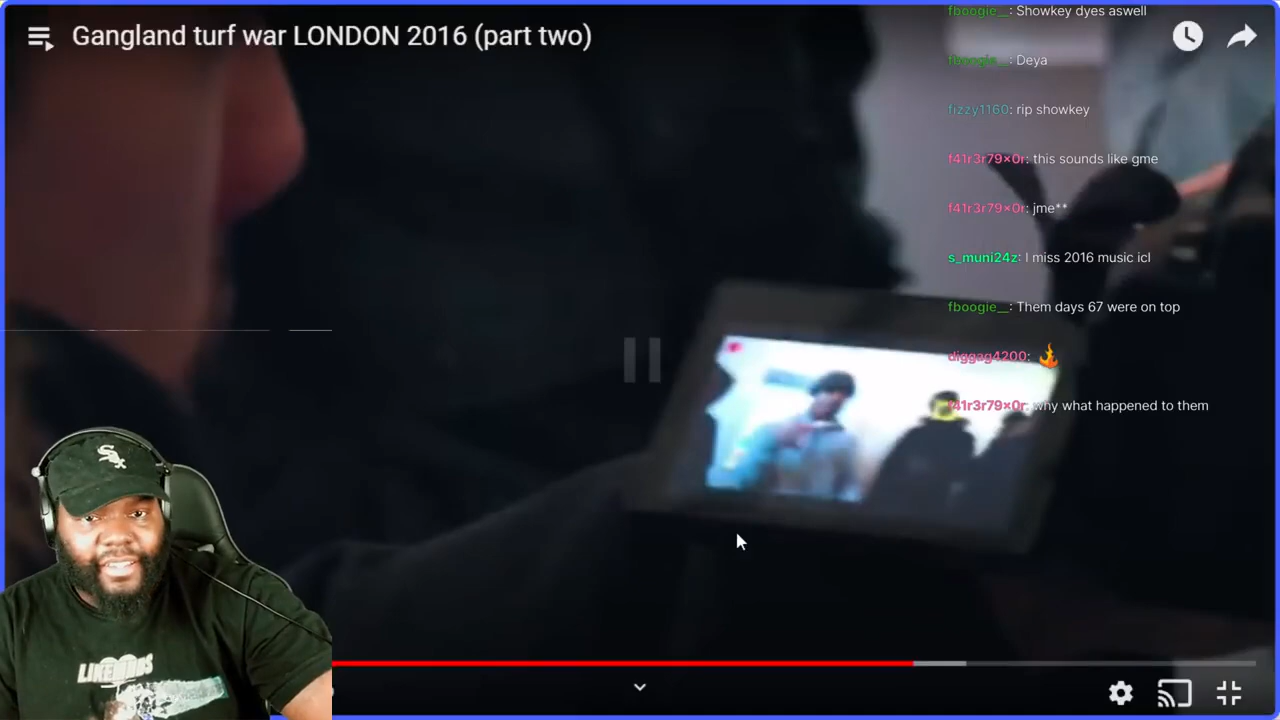 Gangland turf war LONDON 2016 (part two)
fboogie__: Showkey dyes aswell
fboogie__: Deya
fizzy1160: rip showkey
f41r3r79x0r: this sounds like gme
f41r3r79x0r: jme**
s_muni24z: I miss 2016 music icl
fboogie__: Them days 67 were on top
diggag4200: 🔥
f41r3r79x0r: why what happened to them